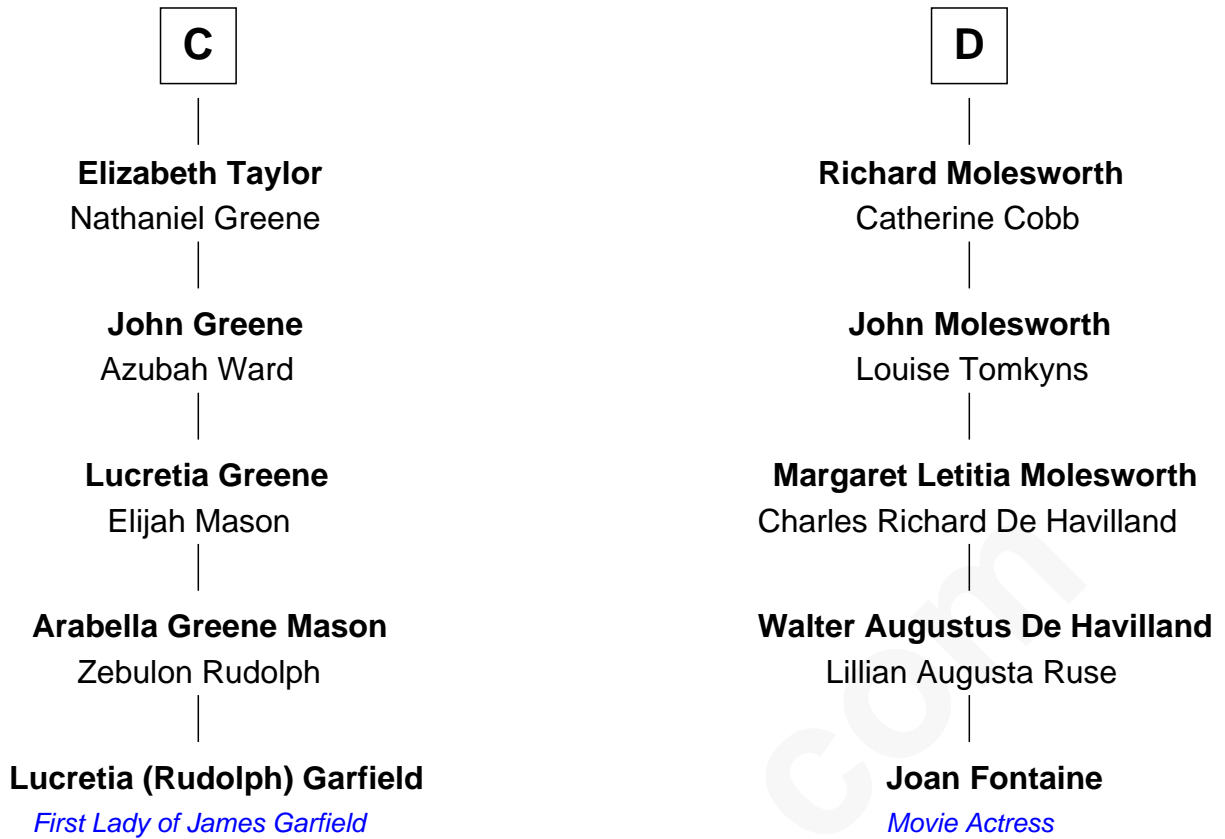 C
Elizabeth Taylor
Nathaniel Greene
John Greene
Azubah Ward
Lucretia Greene
Elijah Mason
Arabella Greene Mason
Zebulon Rudolph
Lucretia (Rudolph) Garfield
First Lady of James Garfield
D
Richard Molesworth
Catherine Cobb
John Molesworth
Louise Tomkyns
Margaret Letitia Molesworth
Charles Richard De Havilland
Walter Augustus De Havilland
Lillian Augusta Ruse
Joan Fontaine
Movie Actress
com